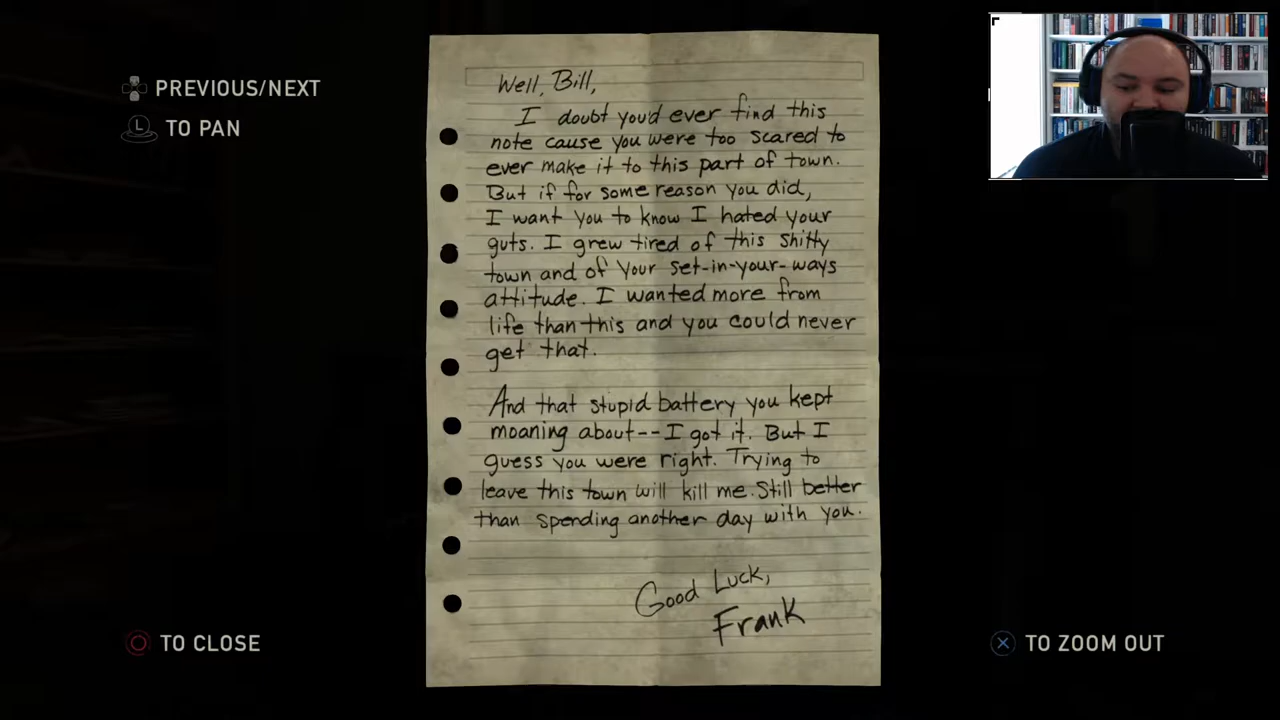 PREVIOUS/NEXT
L TO PAN
Well, Bill,
I doubt you'd ever find this
note cause you were too scared to
ever make it to this part of town.
But if for some reason you did,
I want you to know I hated your
guts. I grew tired of this shitty
town and of your set-in-your-ways
attitude. I wanted more from
life than this and you could never
get that.
And that stupid battery you kept
moaning about--I got it. But I
guess you were right. Trying to
leave this town will kill me. Still better
than spending another day with you.
Good Luck,
Frank
TO CLOSE
TO ZOOM OUT